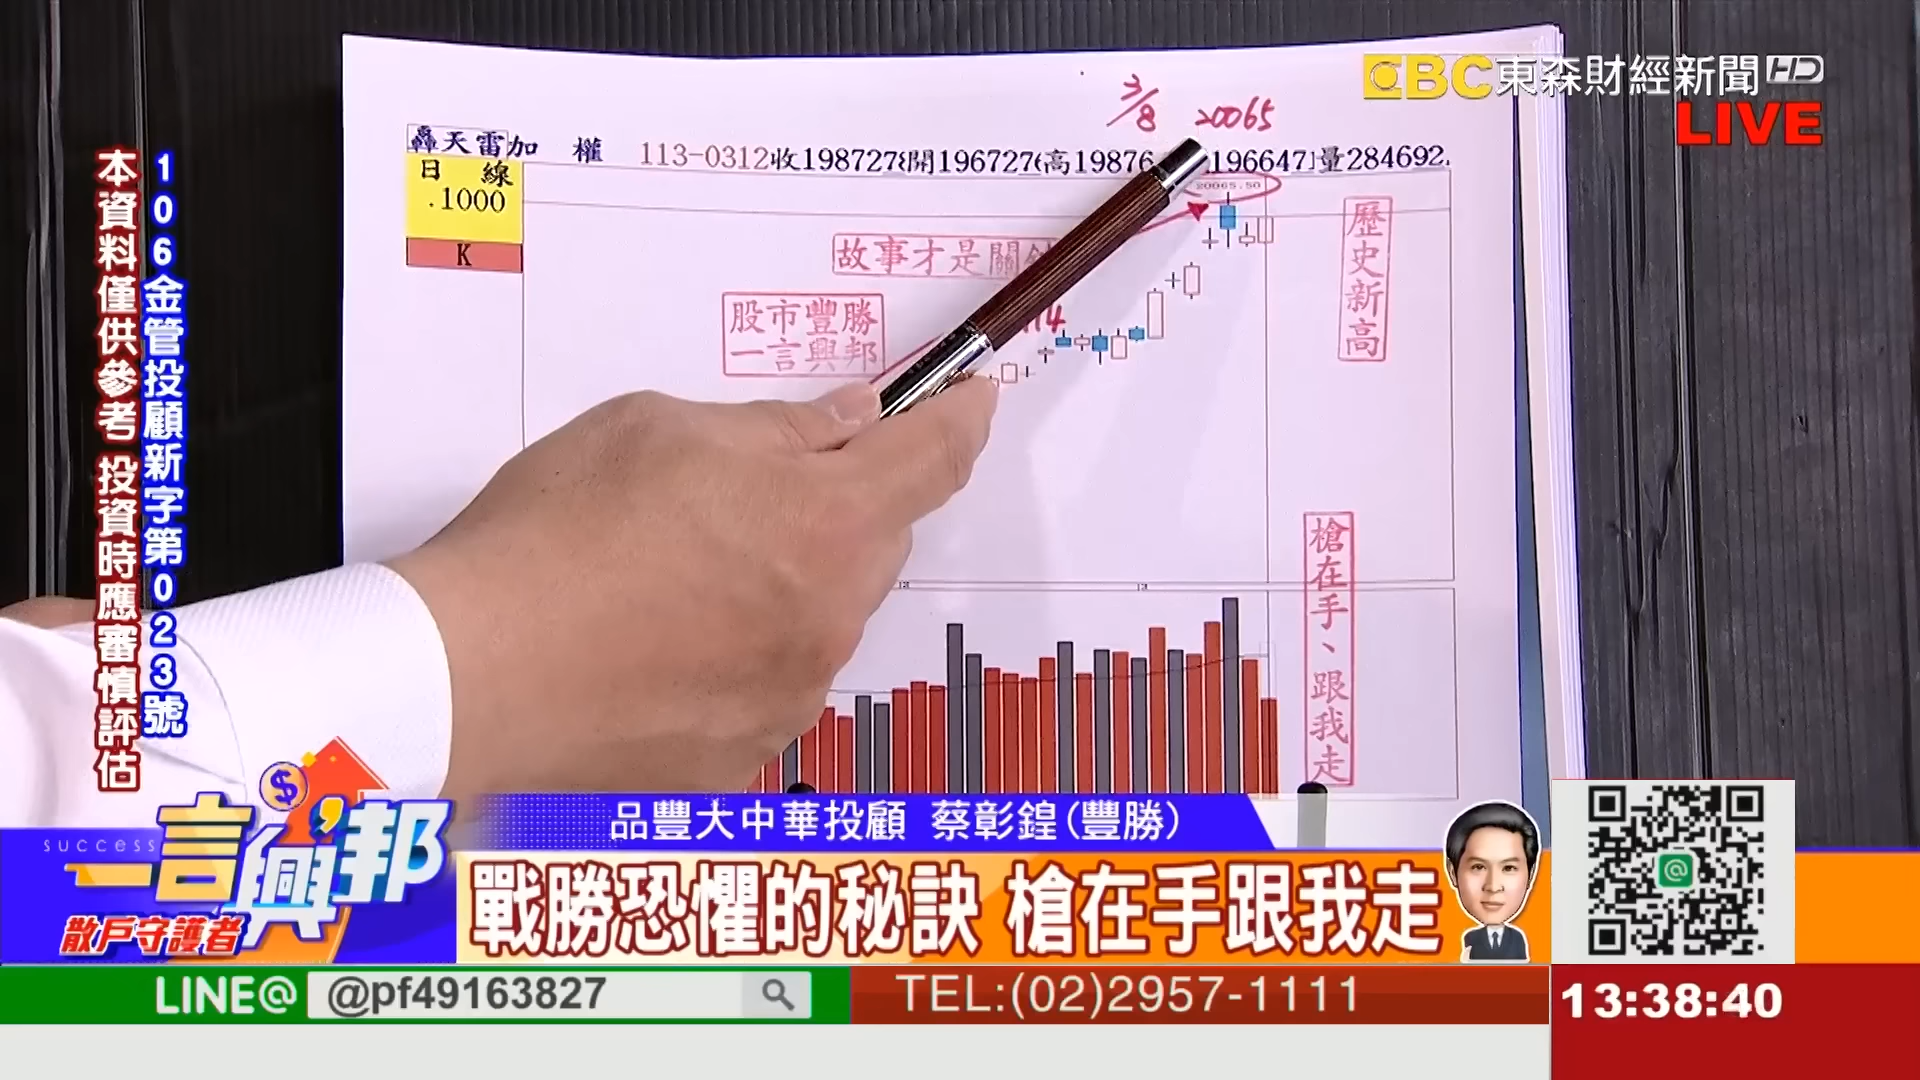 EBC東森財經新聞HD
LIVE
3/8 20065
轟天雷加 權 113-0312收198727開196727高19876 196647量284692.
日 線
.1000
K
20065.50
故事才是關
股市豐勝
一言興邦
歷史新高
槍在手、跟我走
106金管投顧新字第023號
本資料僅供參考 投資時應審慎評估
success
一言興邦
散戶守護者
品豐大中華投顧 蔡彰鍠(豐勝)
戰勝恐懼的秘訣 槍在手跟我走
LINE@ @pf49163827
TEL:(02)2957-1111
13:38:40